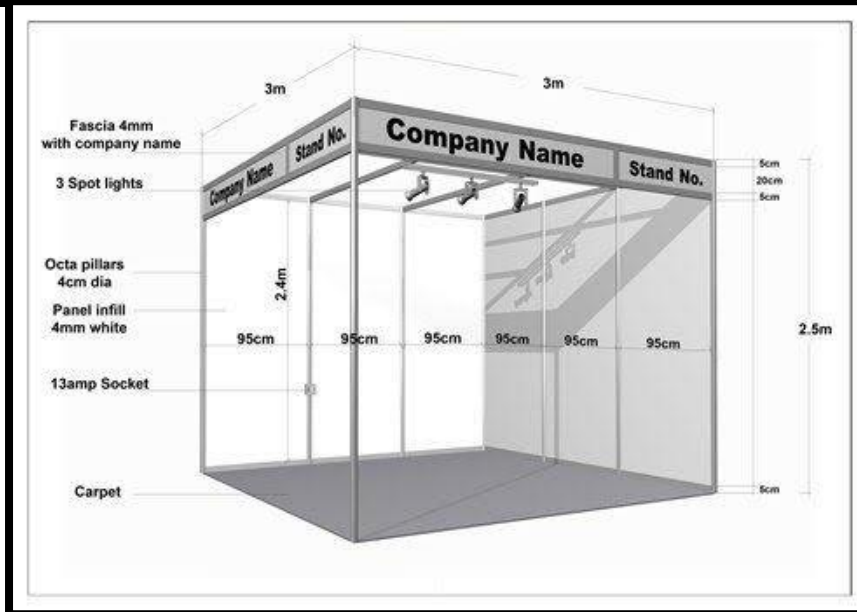 3m
3m
Fascia 4mm
with company name
Company Name
Stand No.
Company Name
Stand No.
5cm
20cm
5cm
3 Spot lights
Octa pillars
4cm dia
2.4m
Panel infill
4mm white
95cm
95cm
95cm
95cm
95cm
95cm
2.5m
13amp Socket
Carpet
5cm